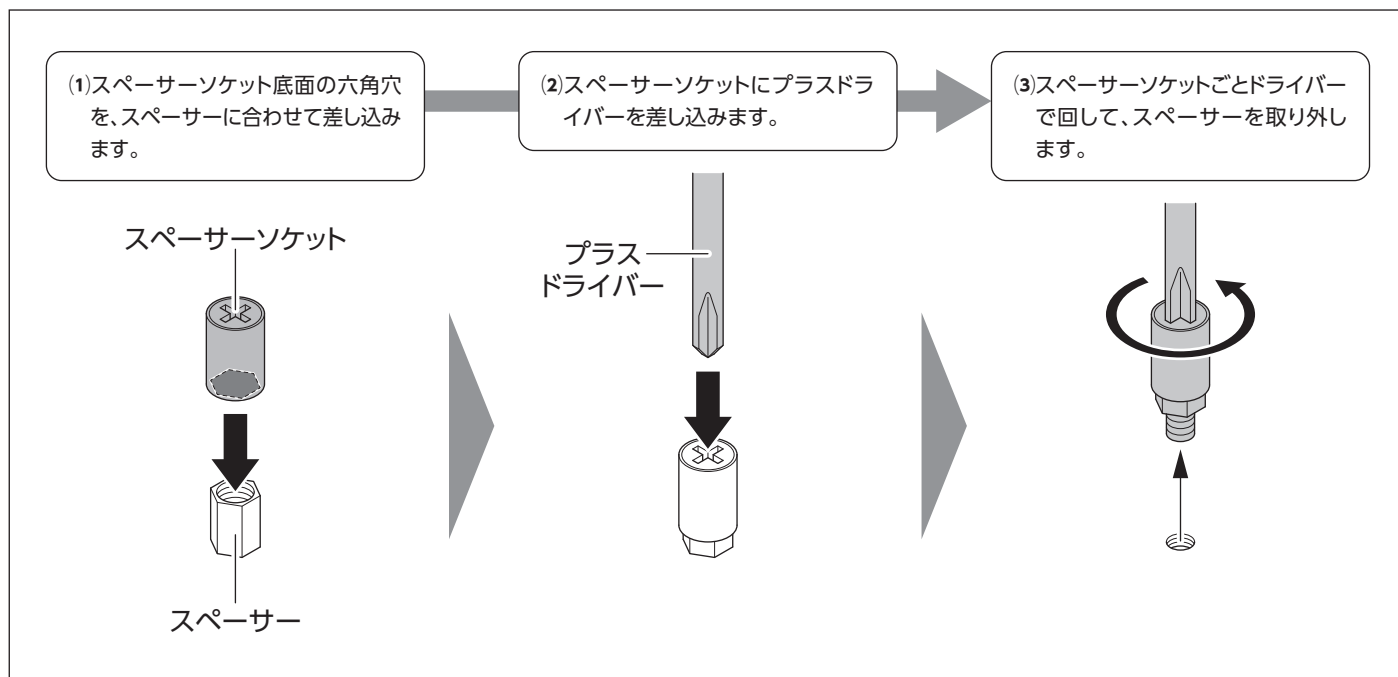 (1)スペーサーソケット底面の六角穴
を、スペーサーに合わせて差し込み
ます。
(2)スペーサーソケットにプラスドラ
イバーを差し込みます。
(3)スペーサーソケットごとドライバー
で回して、スペーサーを取り外し
ます。
スペーサーソケット
スペーサー
プラス
ドライバー